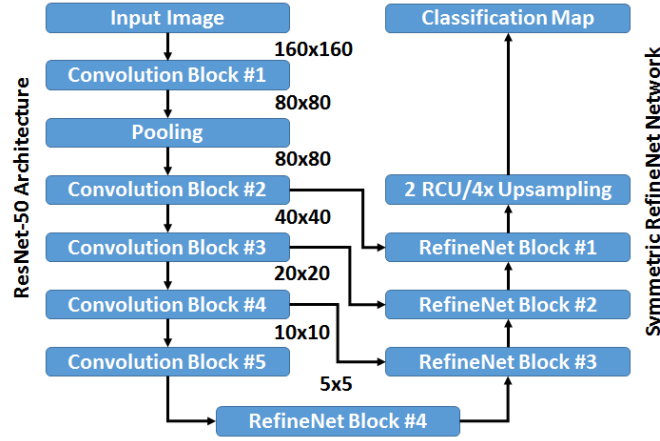 Input Image
160x160
Convolution Block #1
80x80
Pooling
80x80
Convolution Block #2
40x40
Convolution Block #3
20x20
Convolution Block #4
10x10
Convolution Block #5
5x5
RefineNet Block #4
ResNet-50 Architecture
Classification Map
2 RCU/4x Upsampling
RefineNet Block #1
RefineNet Block #2
RefineNet Block #3
Symmetric RefineNet Network